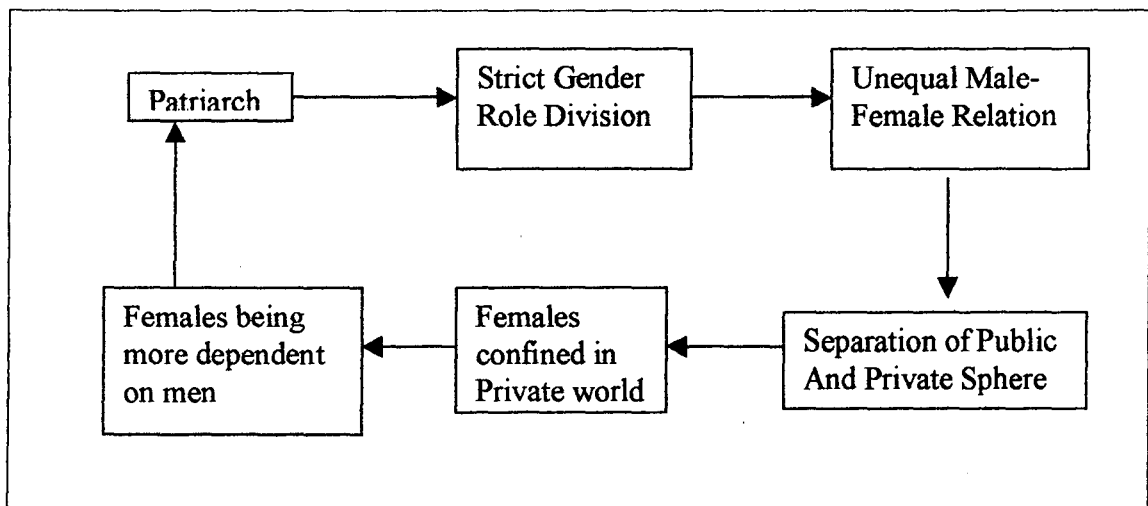 Patriarch
Strict Gender
Role Division
Unequal Male-
Female Relation
Separation of Public
And Private Sphere
Females
confined in
Private world
Females being
more dependent
on men